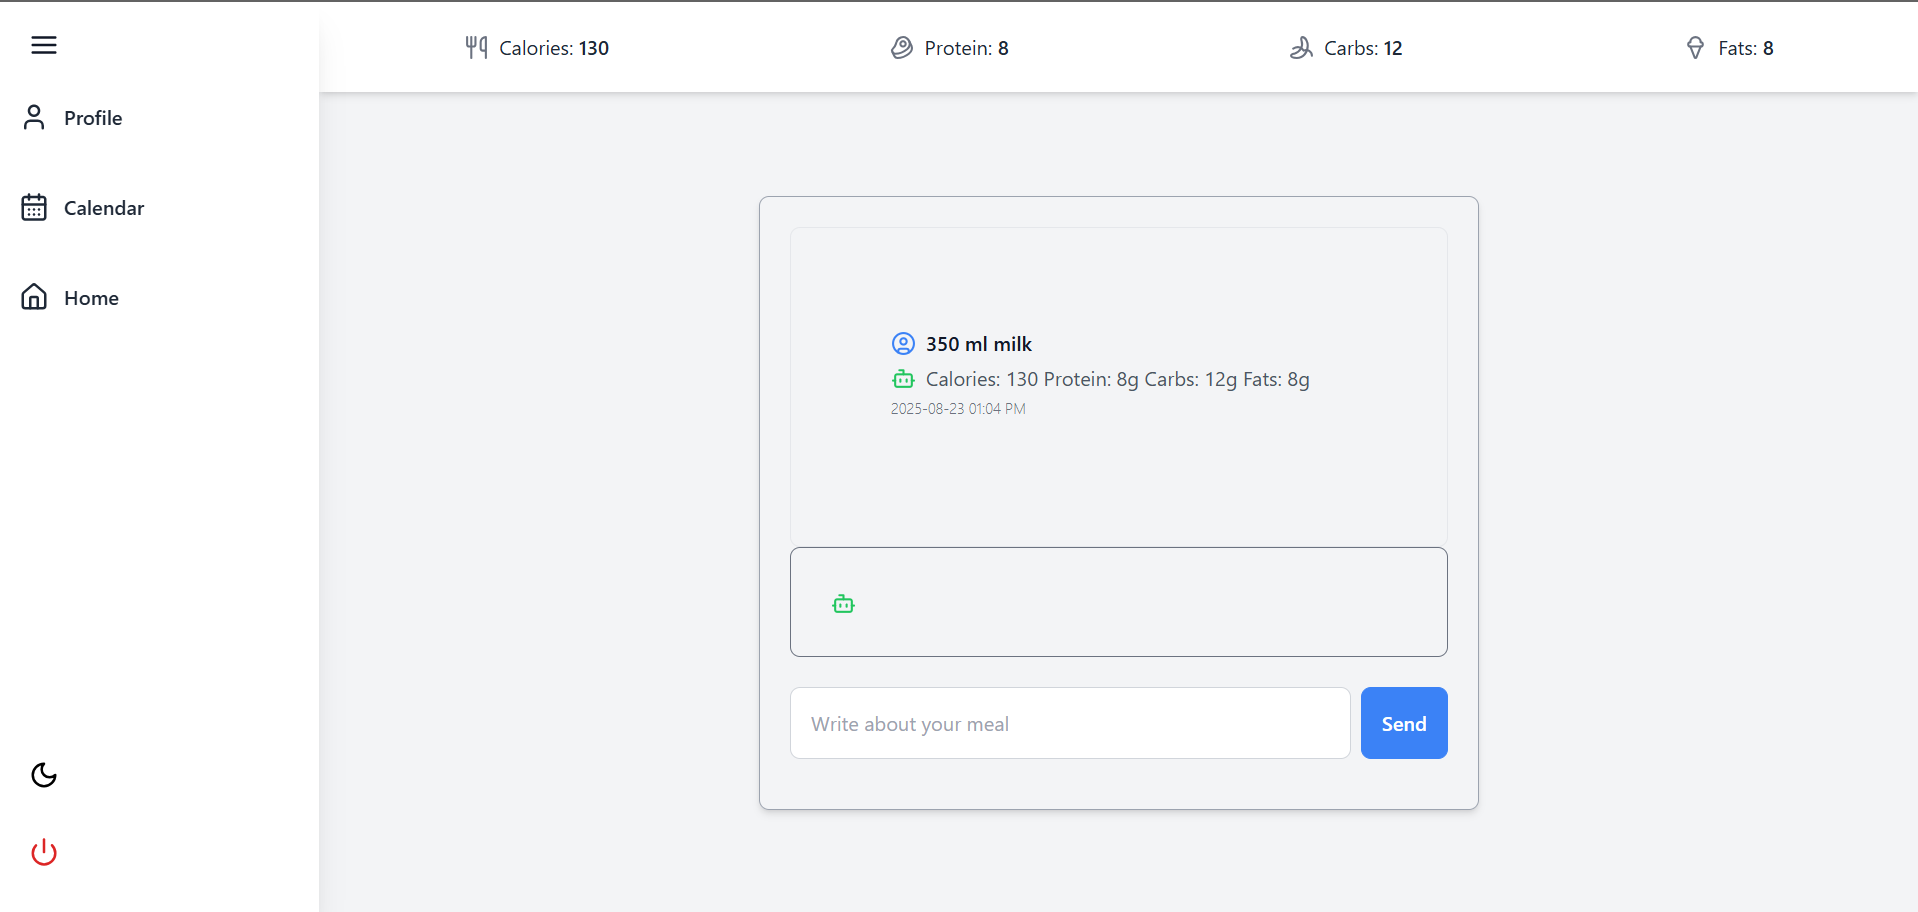 Calories: 130
Protein: 8
Carbs: 12
Fats: 8
Profile
Calendar
Home
350 ml milk
Calories: 130 Protein: 8g Carbs: 12g Fats: 8g
2025-08-23 01:04 PM
Write about your meal
Send